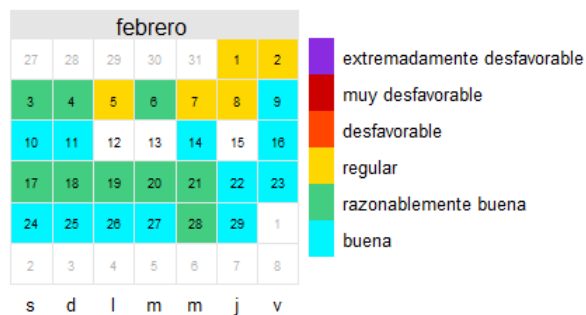 febrero
27 28 29 30 31 1 2
3 4 5 6 7 8 9
10 11 12 13 14 15 16
17 18 19 20 21 22 23
24 25 26 27 28 29 1
2 3 4 5 6 7 8
s d l m m j v
extremadamente desfavorable
muy desfavorable
desfavorable
regular
razonablemente buena
buena